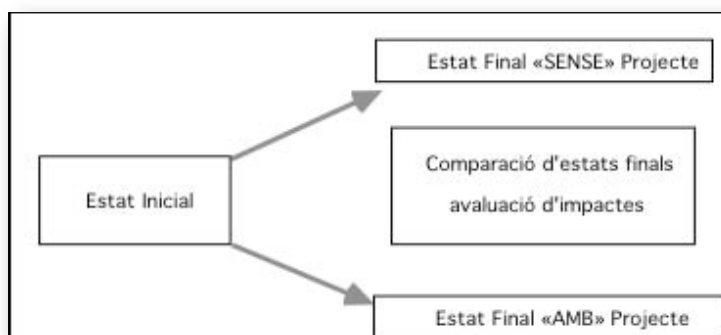 Estat Final «SENSE» Projecte
Estat Inicial
Comparació d'estats finals
avaluació d'impactes
Estat Final «AMB» Projecte